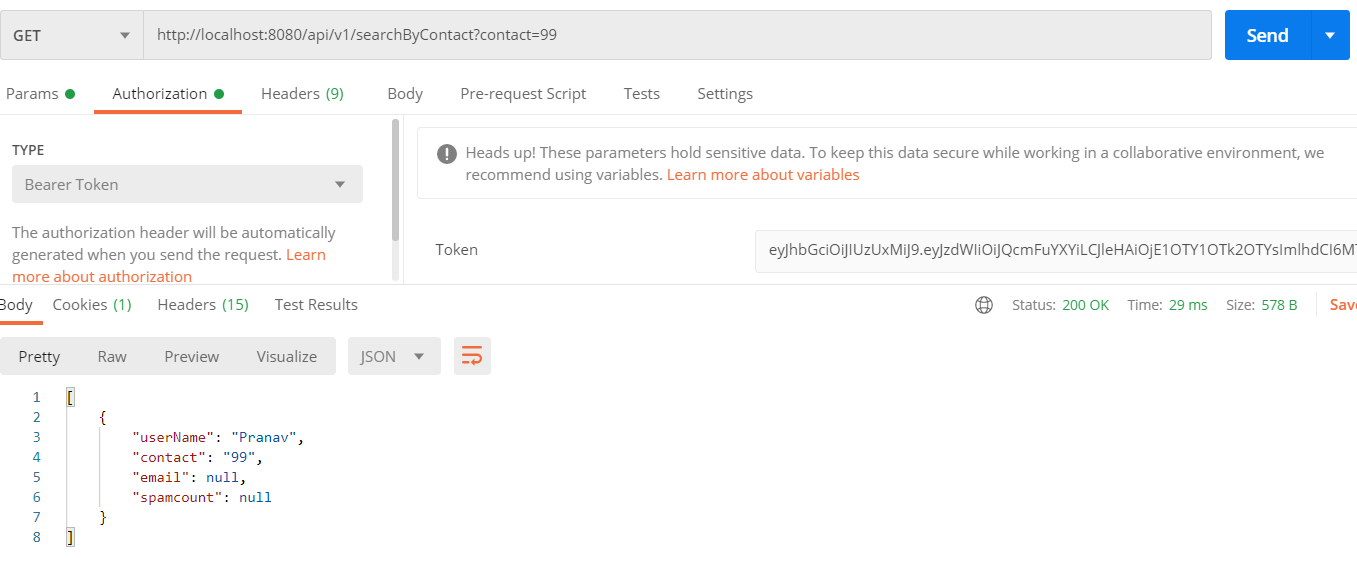 GET http://localhost:8080/api/v1/searchByContact?contact=99 Send
Params Authorization Headers (9) Body Pre-request Script Tests Settings
TYPE
Bearer Token
The authorization header will be automatically
generated when you send the request. Learn
more about authorization
Heads up! These parameters hold sensitive data. To keep this data secure while working in a collaborative environment, we
recommend using variables. Learn more about variables
Token eyJhbGciOiJIUzUxMiJ9.eyJzdWIiOiJQcmFuYXYiLCJleHAiOjE1OTY1OTk2OTYsImlhdCI6MT
Body Cookies (1) Headers (15) Test Results Status: 200 OK Time: 29 ms Size: 578 B Save
Pretty Raw Preview Visualize JSON
1 [
2 {
3 "userName": "Pranav",
4 "contact": "99",
5 "email": null,
6 "spamcount": null
7 }
8 ]